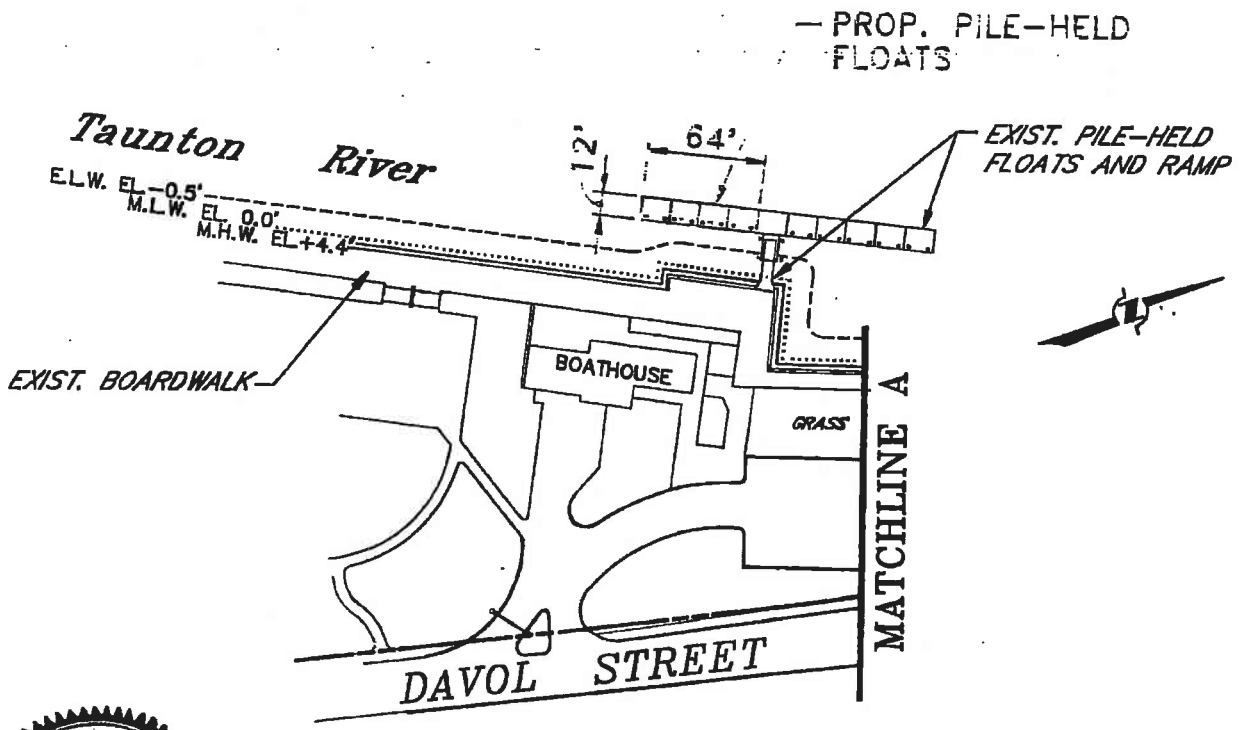 — PROP. PILE-HELD
FLOATS
Taunton River
12'
64'
EXIST. PILE-HELD
FLOATS AND RAMP
E.L.W. EL.-0.5'
M.L.W. EL 0.0'
M.H.W. EL.+4.4'
EXIST. BOARDWALK
BOATHOUSE
GRASS
MATCHLINE A
DAVOL STREET